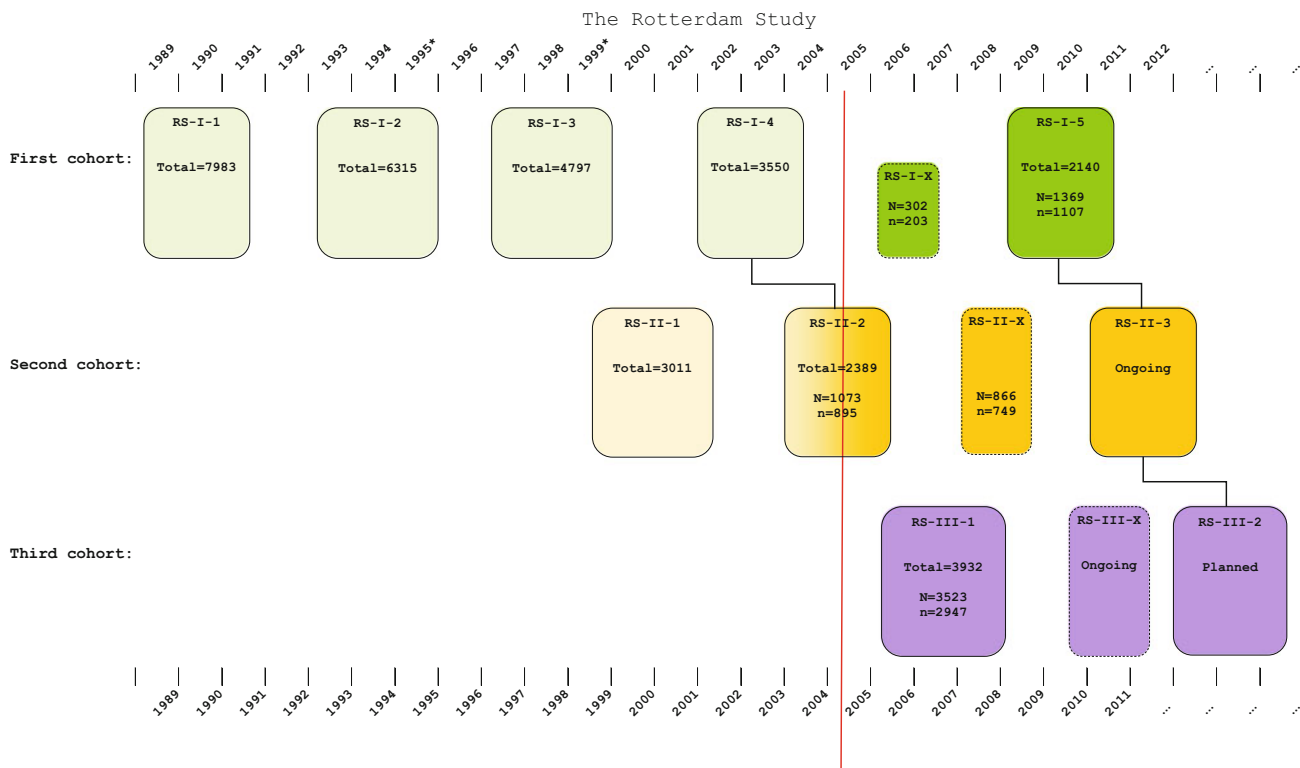 The Rotterdam Study
1989 1990 1991 1992 1993 1994 1995* 1996 1997 1998 1999* 2000 2001 2002 2003 2004 2005 2006 2007 2008 2009 2010 2011 2012 … … …
First cohort:
RS-I-1
Total=7983
RS-I-2
Total=6315
RS-I-3
Total=4797
RS-I-4
Total=3550
RS-I-X
N=302
n=203
RS-I-5
Total=2140
N=1369
n=1107
Second cohort:
RS-II-1
Total=3011
RS-II-2
Total=2389
N=1073
n=895
RS-II-X
N=866
n=749
RS-II-3
Ongoing
Third cohort:
RS-III-1
Total=3932
N=3523
n=2947
RS-III-X
Ongoing
RS-III-2
Planned
1989 1990 1991 1992 1993 1994 1995 1996 1997 1998 1999 2000 2001 2002 2003 2004 2005 2006 2007 2008 2009 2010 2011 … … … …